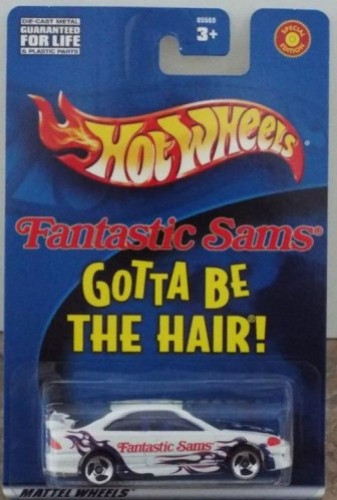 DIE-CAST METAL
GUARANTEED
FOR LIFE
& PLASTIC PARTS
3+
SPECIAL
EDITION
HOT WHEELS®
Fantastic Sams®
GOTTA BE
THE HAIR!
Fantastic Sams
MATTEL WHEELS